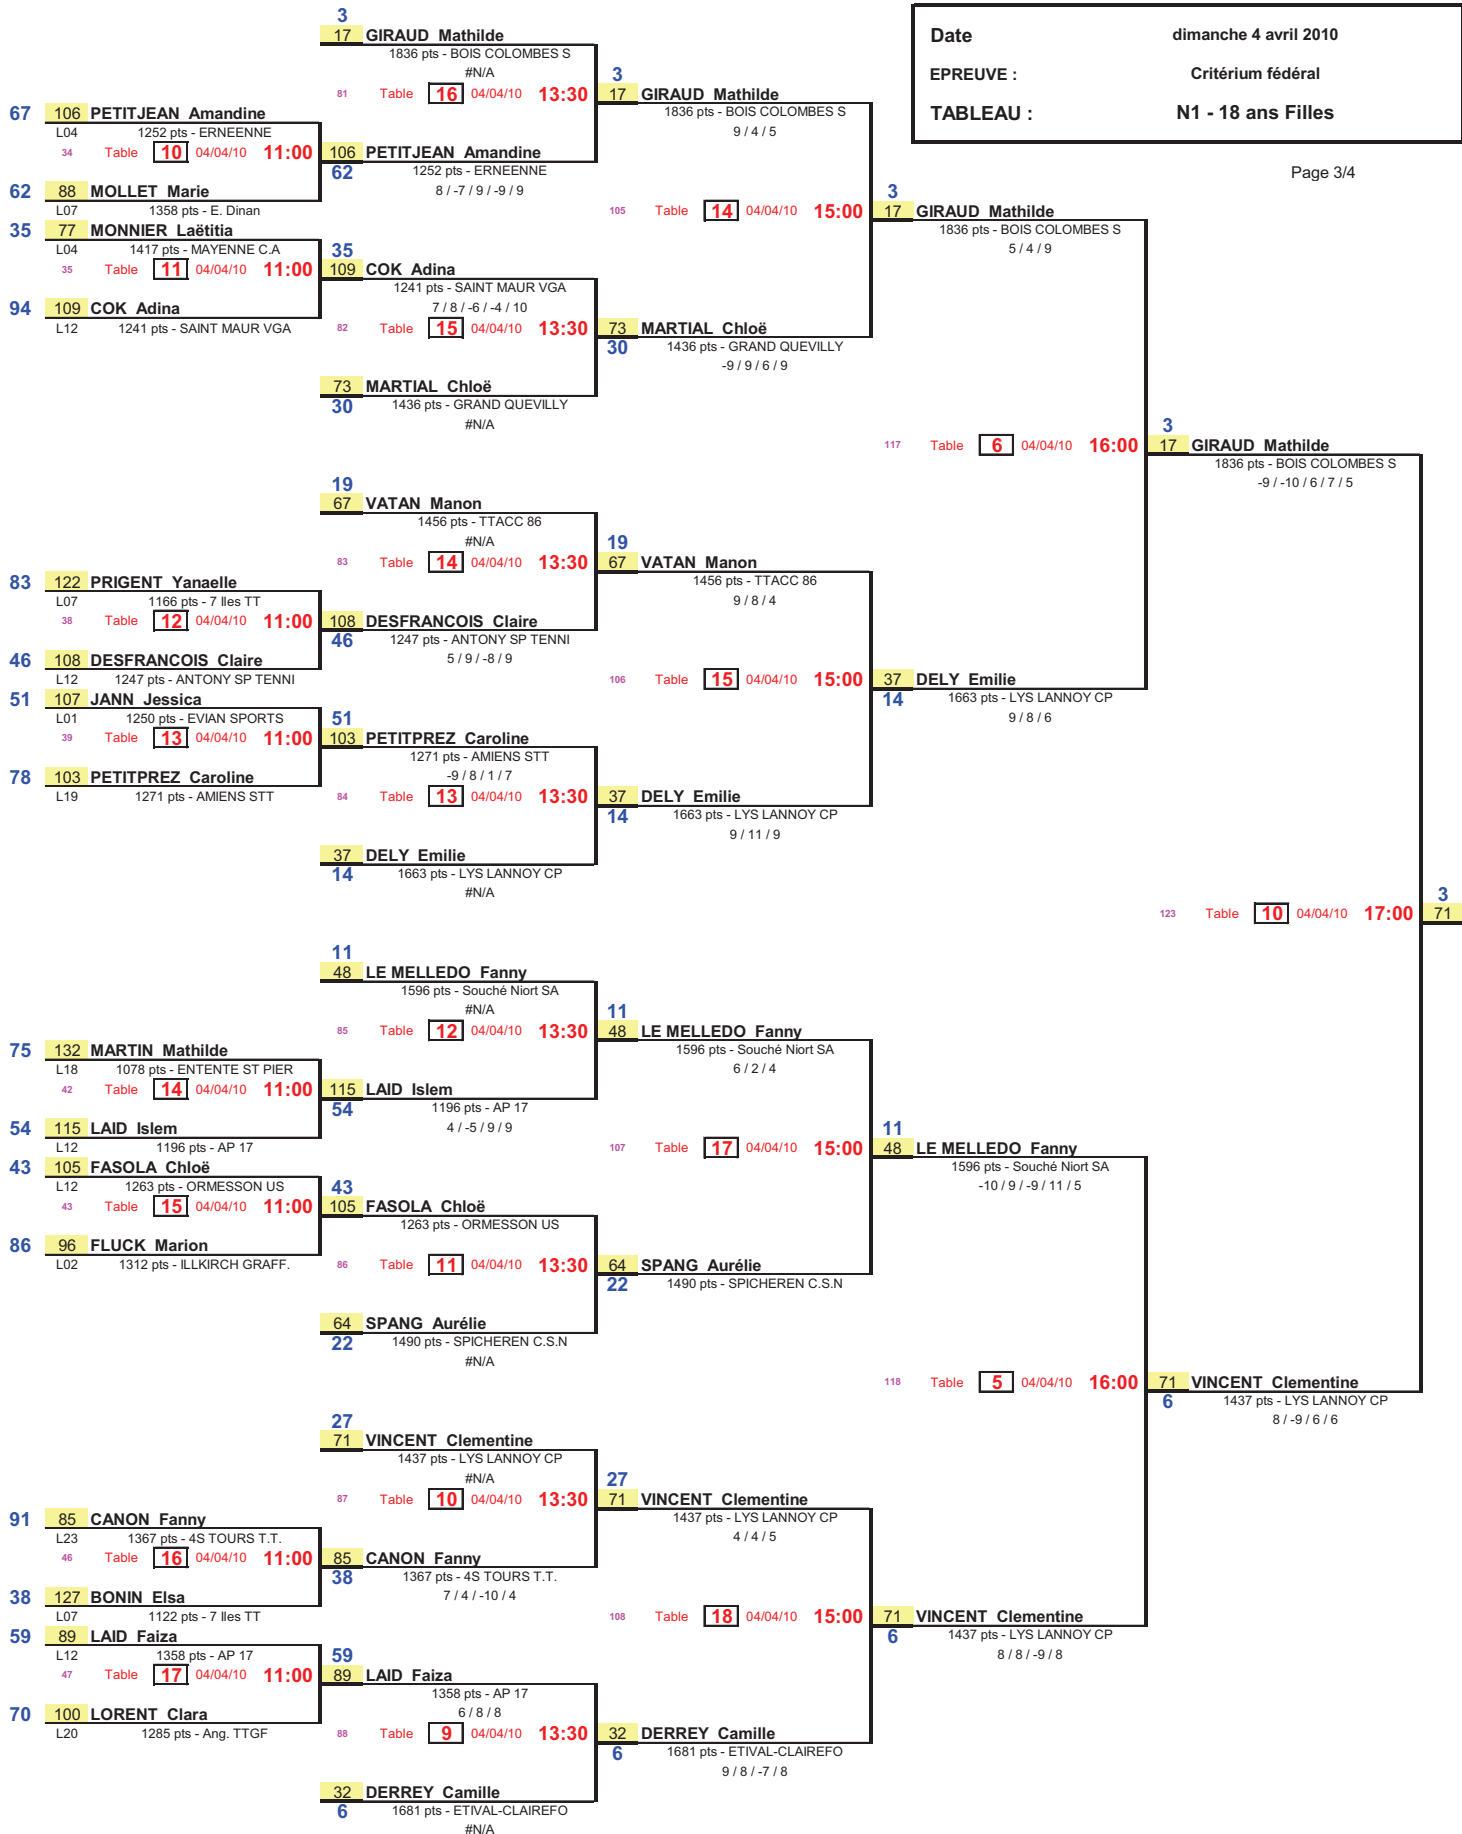 Date dimanche 4 avril 2010
EPREUVE : Critérium fédéral
TABLEAU : N1 - 18 ans Filles
Page 3/4
67 106 PETITJEAN Amandine
L04 1252 pts - ERNEENNE
34 Table 10 04/04/10 11:00
62 88 MOLLET Marie
L07 1358 pts - E. Dinan
35 77 MONNIER Laëtitia
L04 1417 pts - MAYENNE C.A
35 Table 11 04/04/10 11:00
94 109 COK Adina
L12 1241 pts - SAINT MAUR VGA
83 122 PRIGENT Yanaelle
L07 1166 pts - 7 Iles TT
38 Table 12 04/04/10 11:00
46 108 DESFRANCOIS Claire
L12 1247 pts - ANTONY SP TENNI
51 107 JANN Jessica
L01 1250 pts - EVIAN SPORTS
39 Table 13 04/04/10 11:00
78 103 PETITPREZ Caroline
L19 1271 pts - AMIENS STT
75 132 MARTIN Mathilde
L18 1078 pts - ENTENTE ST PIER
42 Table 14 04/04/10 11:00
54 115 LAID Islem
L12 1196 pts - AP 17
43 105 FASOLA Chloë
L12 1263 pts - ORMESSON US
43 Table 15 04/04/10 11:00
86 96 FLUCK Marion
L02 1312 pts - ILLKIRCH GRAFF.
91 85 CANON Fanny
L23 1367 pts - 4S TOURS T.T.
46 Table 16 04/04/10 11:00
38 127 BONIN Elsa
L07 1122 pts - 7 Iles TT
59 89 LAID Faiza
L12 1358 pts - AP 17
47 Table 17 04/04/10 11:00
70 100 LORENT Clara
L20 1285 pts - Ang. TTGF
3
17 GIRAUD Mathilde
1836 pts - BOIS COLOMBES S
#N/A
81 Table 16 04/04/10 13:30
106 PETITJEAN Amandine
62 1252 pts - ERNEENNE
8 / -7 / 9 / -9 / 9
35
109 COK Adina
1241 pts - SAINT MAUR VGA
7 / 8 / -6 / -4 / 10
82 Table 15 04/04/10 13:30
73 MARTIAL Chloë
30 1436 pts - GRAND QUEVILLY
#N/A
19
67 VATAN Manon
1456 pts - TTACC 86
#N/A
83 Table 14 04/04/10 13:30
108 DESFRANCOIS Claire
46 1247 pts - ANTONY SP TENNI
5 / 9 / -8 / 9
51
103 PETITPREZ Caroline
1271 pts - AMIENS STT
-9 / 8 / 1 / 7
84 Table 13 04/04/10 13:30
37 DELY Emilie
14 1663 pts - LYS LANNOY CP
#N/A
11
48 LE MELLEDO Fanny
1596 pts - Souché Niort SA
#N/A
85 Table 12 04/04/10 13:30
115 LAID Islem
54 1196 pts - AP 17
4 / -5 / 9 / 9
43
105 FASOLA Chloë
1263 pts - ORMESSON US
86 Table 11 04/04/10 13:30
64 SPANG Aurélie
22 1490 pts - SPICHEREN C.S.N
#N/A
27
71 VINCENT Clementine
1437 pts - LYS LANNOY CP
#N/A
87 Table 10 04/04/10 13:30
85 CANON Fanny
38 1367 pts - 4S TOURS T.T.
7 / 4 / -10 / 4
59
89 LAID Faiza
1358 pts - AP 17
6 / 8 / 8
88 Table 9 04/04/10 13:30
32 DERREY Camille
6 1681 pts - ETIVAL-CLAIREFO
#N/A
3
17 GIRAUD Mathilde
1836 pts - BOIS COLOMBES S
9 / 4 / 5
105 Table 14 04/04/10 15:00
73 MARTIAL Chloë
30 1436 pts - GRAND QUEVILLY
-9 / 9 / 6 / 9
19
67 VATAN Manon
1456 pts - TTACC 86
9 / 8 / 4
106 Table 15 04/04/10 15:00
37 DELY Emilie
14 1663 pts - LYS LANNOY CP
9 / 11 / 9
11
48 LE MELLEDO Fanny
1596 pts - Souché Niort SA
6 / 2 / 4
107 Table 17 04/04/10 15:00
64 SPANG Aurélie
22 1490 pts - SPICHEREN C.S.N
27
71 VINCENT Clementine
1437 pts - LYS LANNOY CP
4 / 4 / 5
108 Table 18 04/04/10 15:00
32 DERREY Camille
6 1681 pts - ETIVAL-CLAIREFO
9 / 8 / -7 / 8
3
17 GIRAUD Mathilde
1836 pts - BOIS COLOMBES S
5 / 4 / 9
117 Table 6 04/04/10 16:00
37 DELY Emilie
14 1663 pts - LYS LANNOY CP
9 / 8 / 6
11
48 LE MELLEDO Fanny
1596 pts - Souché Niort SA
-10 / 9 / -9 / 11 / 5
118 Table 5 04/04/10 16:00
71 VINCENT Clementine
6 1437 pts - LYS LANNOY CP
8 / 8 / -9 / 8
3
17 GIRAUD Mathilde
1836 pts - BOIS COLOMBES S
-9 / -10 / 6 / 7 / 5
123 Table 10 04/04/10 17:00
71 VINCENT Clementine
6 1437 pts - LYS LANNOY CP
8 / -9 / 6 / 6
3
71